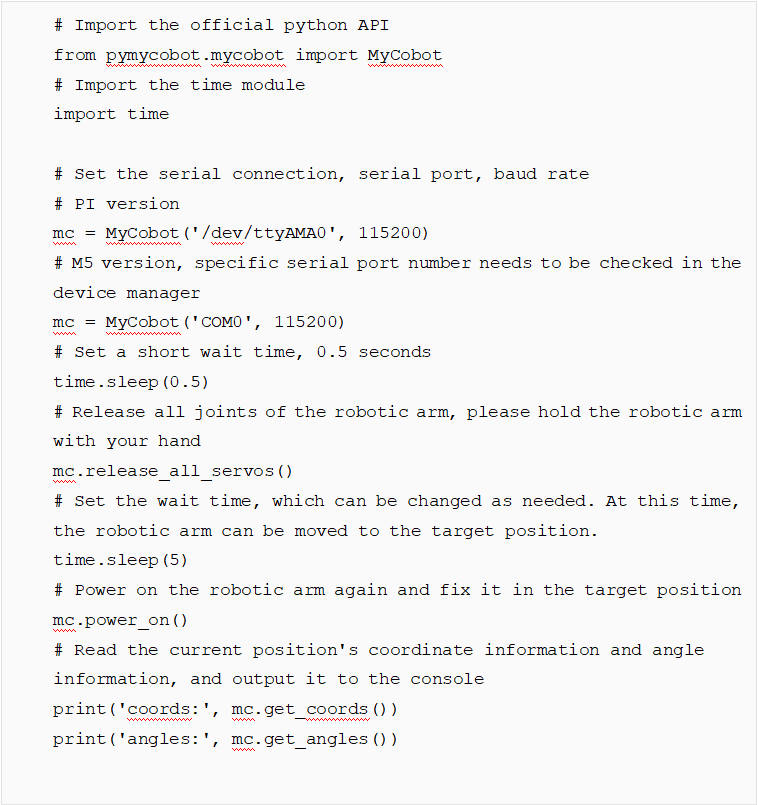 # Import the official python API
from pymycobot.mycobot import MyCobot
# Import the time module
import time
# Set the serial connection, serial port, baud rate
# PI version
mc = MyCobot('/dev/ttyAMA0', 115200)
# M5 version, specific serial port number needs to be checked in the
device manager
mc = MyCobot('COM0', 115200)
# Set a short wait time, 0.5 seconds
time.sleep(0.5)
# Release all joints of the robotic arm, please hold the robotic arm
with your hand
mc.release_all_servos()
# Set the wait time, which can be changed as needed. At this time,
the robotic arm can be moved to the target position.
time.sleep(5)
# Power on the robotic arm again and fix it in the target position
mc.power_on()
# Read the current position's coordinate information and angle
information, and output it to the console
print('coords:', mc.get_coords())
print('angles:', mc.get_angles())